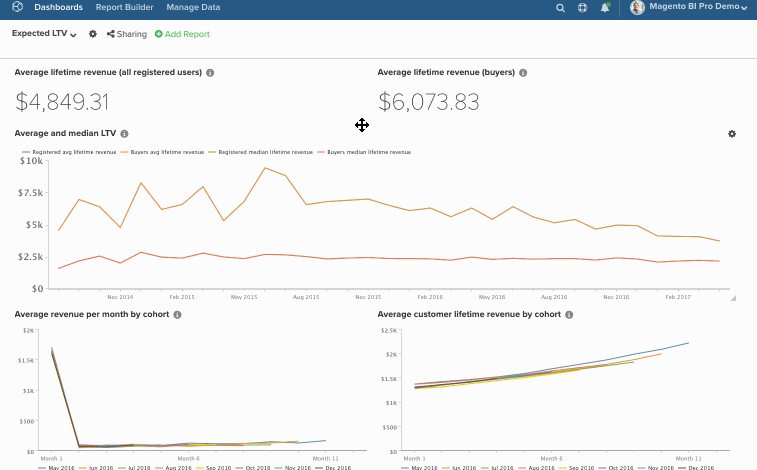 Dashboards Report Builder Manage Data Magento BI Pro Demo
Expected LTV Sharing Add Report
Average lifetime revenue (all registered users) Average lifetime revenue (buyers)
$4,849.31 $6,073.83
Average and median LTV
Registered avg lifetime revenue Buyers avg lifetime revenue Registered median lifetime revenue Buyers median lifetime revenue
$10k
$7.5k
$5k
$2.5k
$0
Nov 2014 Feb 2015 May 2015 Aug 2015 Nov 2015 Feb 2016 May 2016 Aug 2016 Nov 2016 Feb 2017
Average revenue per month by cohort
$2K
$1.5K
$1K
$500
$0
Month 1 Month 6 Month 11
May 2016 Jun 2016 Jul 2016 Aug 2016 Sep 2016 Oct 2016 Nov 2016 Dec 2016
Average customer lifetime revenue by cohort
$2.5K
$2K
$1.5K
$1K
$500
$0
Month 1 Month 6 Month 11
May 2016 Jun 2016 Jul 2016 Aug 2016 Sep 2016 Oct 2016 Nov 2016 Dec 2016